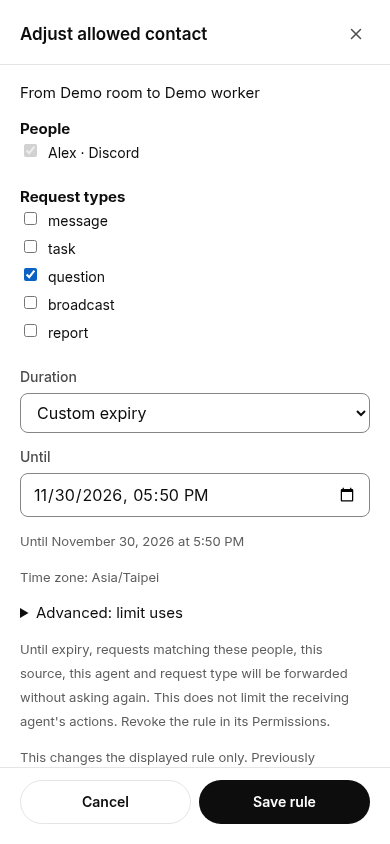 Adjust allowed contact
From Demo room to Demo worker
People
Alex · Discord
Request types
message
task
question
broadcast
report
Duration
Custom expiry
Until
11/30/2026, 05:50 PM
Until November 30, 2026 at 5:50 PM
Time zone: Asia/Taipei
Advanced: limit uses
Until expiry, requests matching these people, this
source, this agent and request type will be forwarded
without asking again. This does not limit the receiving
agent's actions. Revoke the rule in its Permissions.
This changes the displayed rule only. Previously
Cancel
Save rule